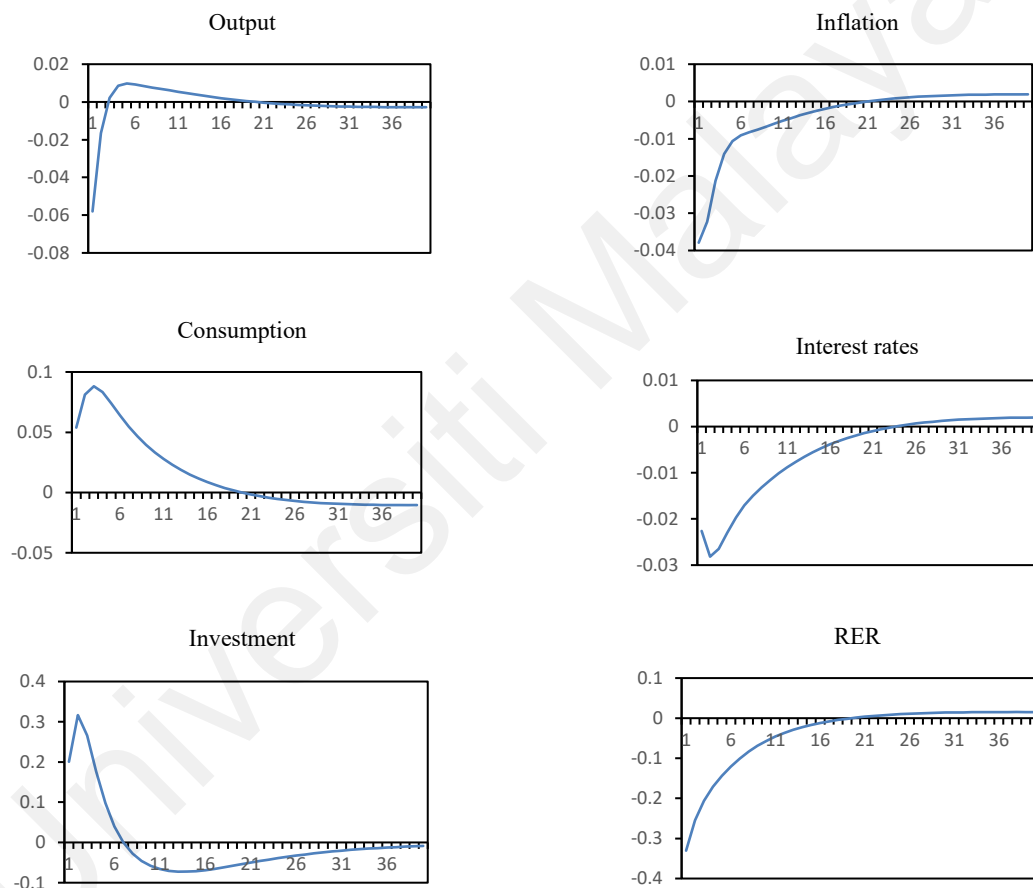 Output
0.02
0
-0.02
-0.04
-0.06
-0.08
1 6 11 16 21 26 31 36
Inflation
0.01
0
-0.01
-0.02
-0.03
-0.04
1 6 11 16 21 26 31 36
Consumption
0.1
0.05
0
-0.05
1 6 11 16 21 26 31 36
Interest rates
0.01
0
-0.01
-0.02
-0.03
1 6 11 16 21 26 31 36
Investment
0.4
0.3
0.2
0.1
0
-0.1
1 6 11 16 21 26 31 36
RER
0.1
0
-0.1
-0.2
-0.3
-0.4
1 6 11 16 21 26 31 36
Universiti Malaya